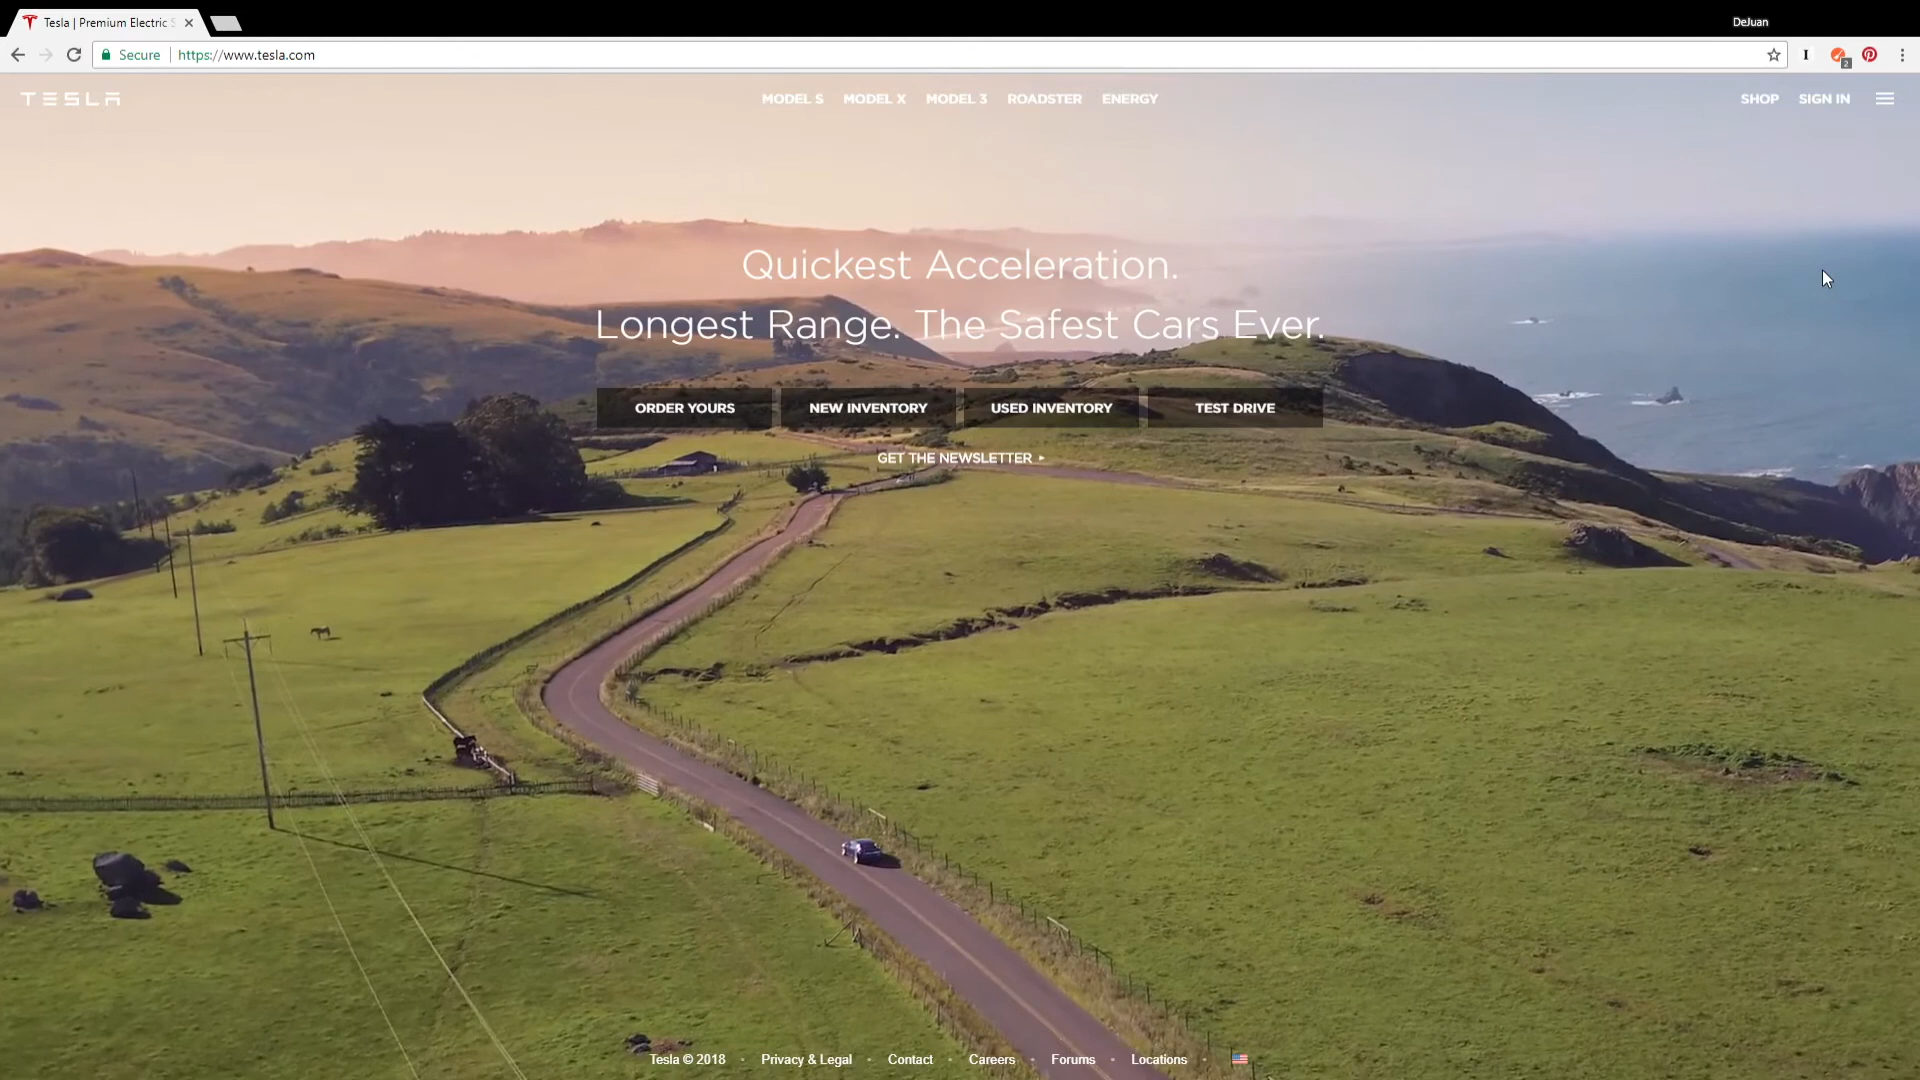 Tesla | Premium Electric S
DeJuan
Secure
https://www.tesla.com
2
TESLA
MODEL S
MODEL X
MODEL 3
ROADSTER
ENERGY
SHOP
SIGN IN
Quickest Acceleration.
Longest Range. The Safest Cars Ever.
ORDER YOURS
NEW INVENTORY
USED INVENTORY
TEST DRIVE
GET THE NEWSLETTER
Tesla © 2018
Privacy & Legal
Contact
Careers
Forums
Locations